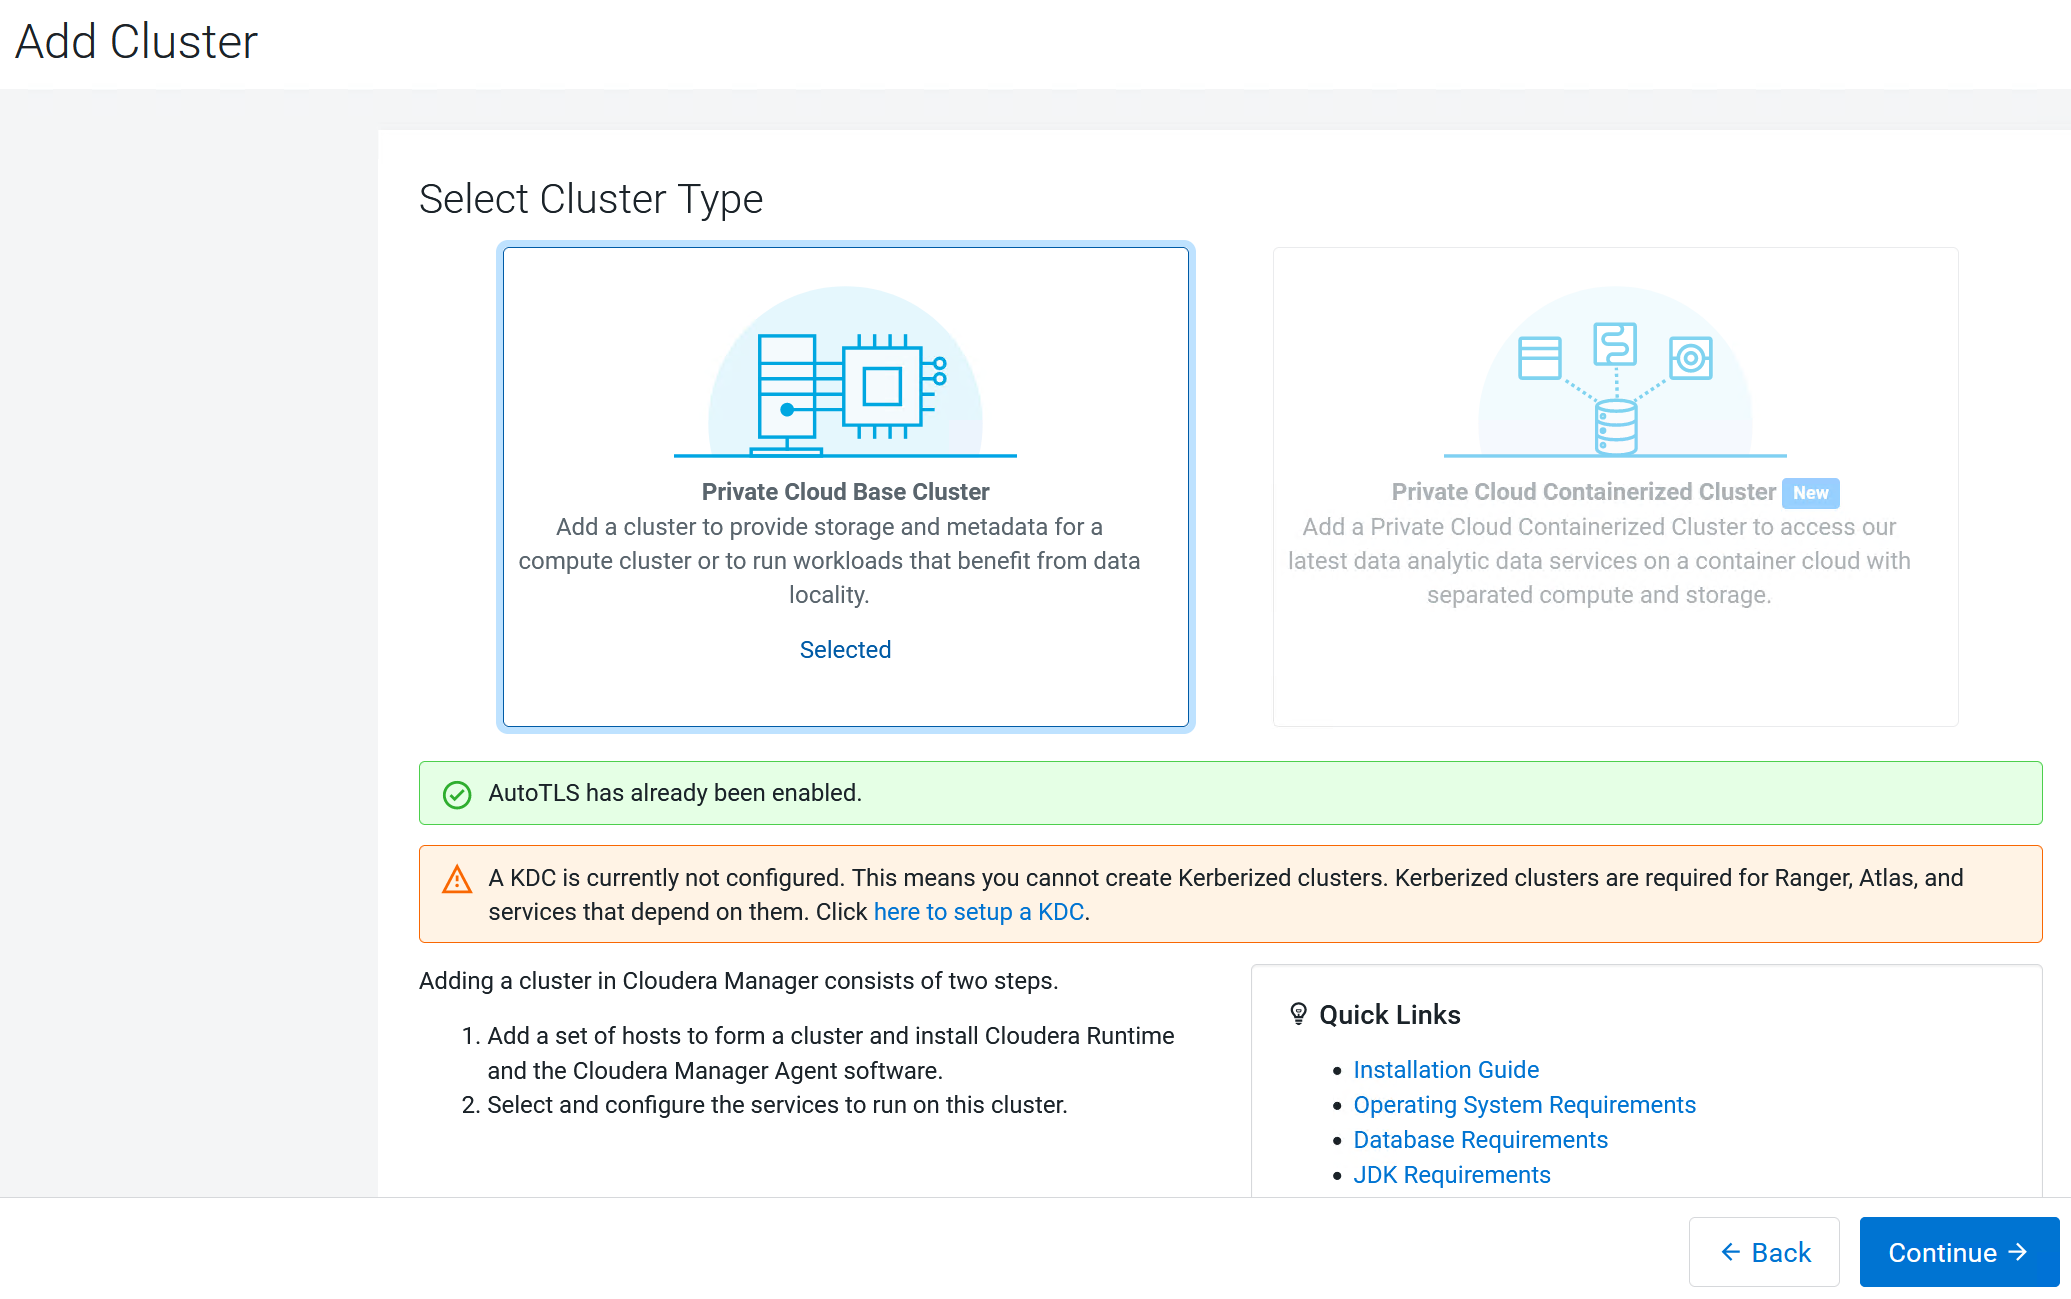 Add Cluster
Select Cluster Type
Private Cloud Base Cluster
Add a cluster to provide storage and metadata for a
compute cluster or to run workloads that benefit from data
locality.
Selected
Private Cloud Containerized Cluster New
Add a Private Cloud Containerized Cluster to access our
latest data analytic data services on a container cloud with
separated compute and storage.
AutoTLS has already been enabled.
A KDC is currently not configured. This means you cannot create Kerberized clusters. Kerberized clusters are required for Ranger, Atlas, and
services that depend on them. Click here to setup a KDC.
Adding a cluster in Cloudera Manager consists of two steps.
1. Add a set of hosts to form a cluster and install Cloudera Runtime
and the Cloudera Manager Agent software.
2. Select and configure the services to run on this cluster.
Quick Links
Installation Guide
Operating System Requirements
Database Requirements
JDK Requirements
Back
Continue